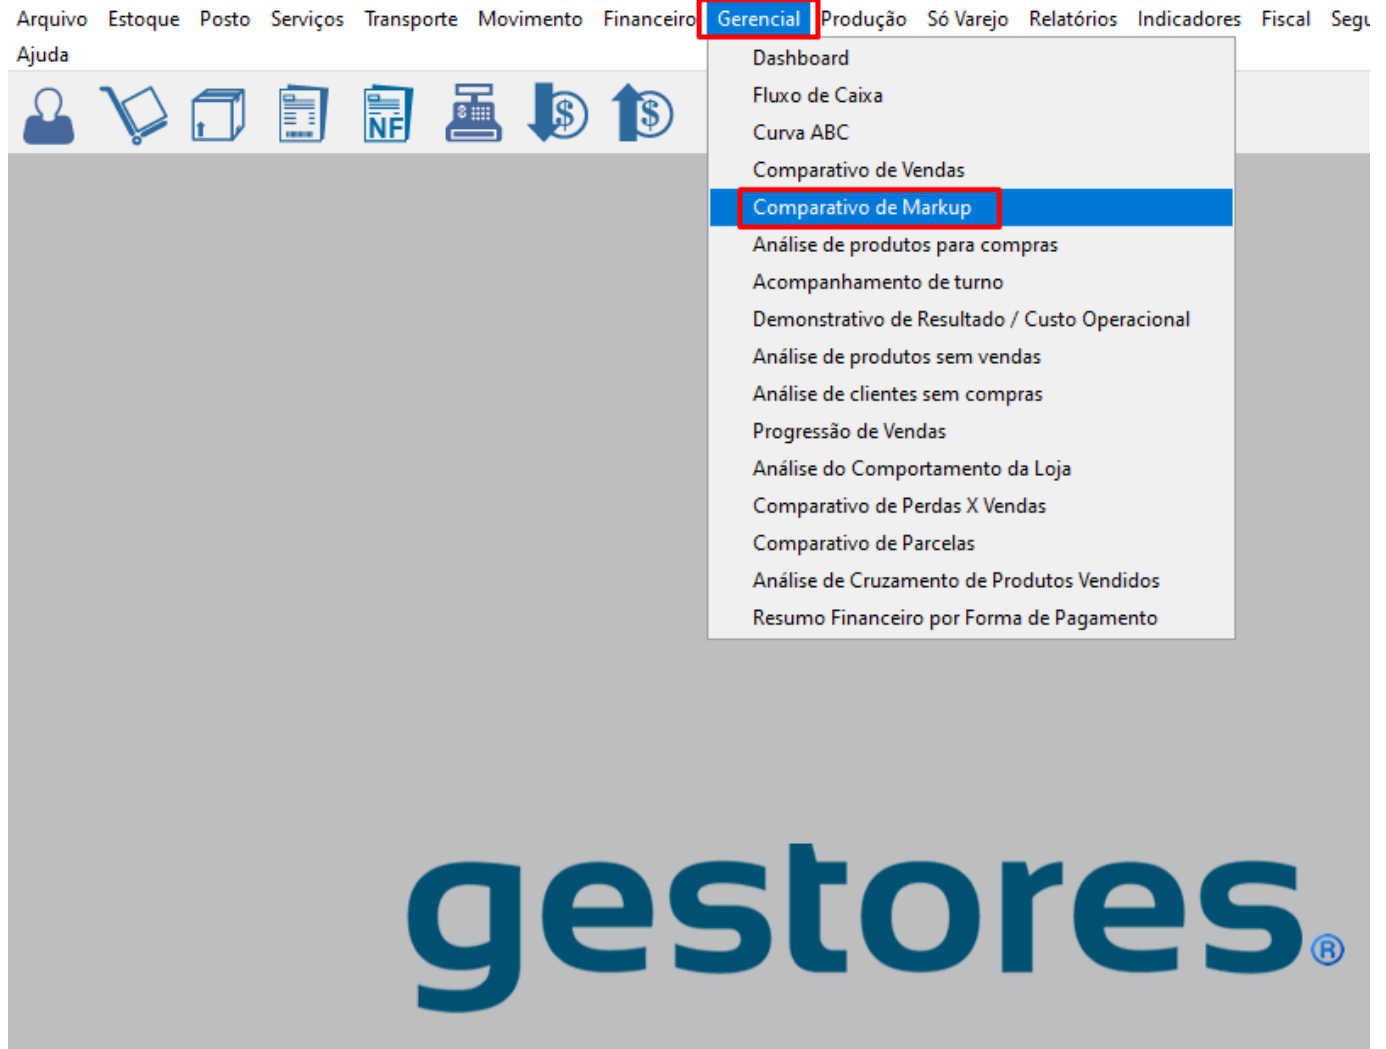 Arquivo Estoque Posto Serviços Transporte Movimento Financeiro Gerencial Produção Só Varejo Relatórios Indicadores Fiscal Segu
Ajuda
NF
Dashboard
Fluxo de Caixa
Curva ABC
Comparativo de Vendas
Comparativo de Markup
Análise de produtos para compras
Acompanhamento de turno
Demonstrativo de Resultado / Custo Operacional
Análise de produtos sem vendas
Análise de clientes sem compras
Progressão de Vendas
Análise do Comportamento da Loja
Comparativo de Perdas X Vendas
Comparativo de Parcelas
Análise de Cruzamento de Produtos Vendidos
Resumo Financeiro por Forma de Pagamento
gestores®